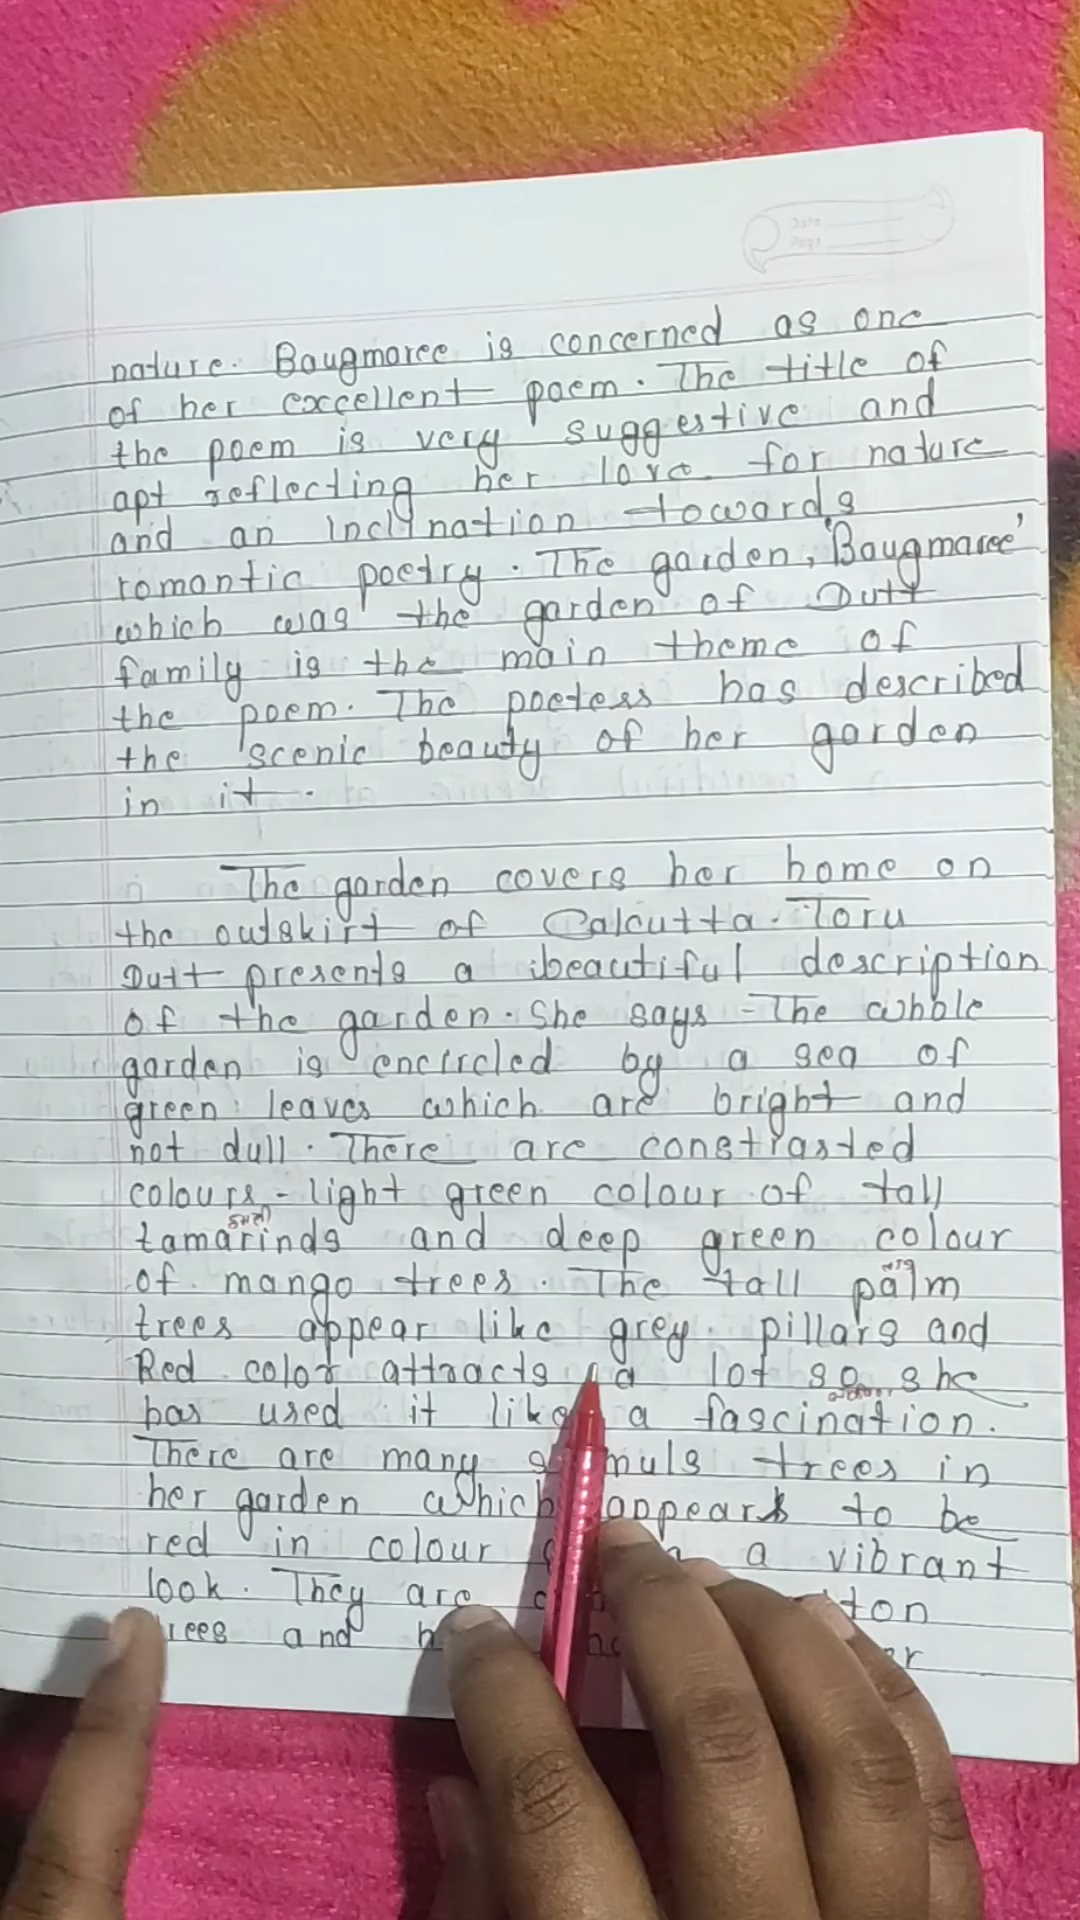 Date
Page
nature. Baugmaree is concerned as one
of her excellent poem. The title of
the poem is very suggestive and
apt reflecting her love for nature
and an Inclination towards
romantic poetry. The garden, 'Baugmaree'
which was the garden of Dutt
family is the main theme of
the poem. The poetess has described
the scenic beauty of her garden
in it.
The garden covers her home on
the outskirt of Calcutta. Toru
Dutt presents a beautiful description
of the garden. She says - The whole
garden is encircled by a sea of
green leaves which are bright and
not dull. There are constrasted
colours - light green colour of tall
इमली
tamarinds and deep green colour
of mango trees. The tall palm
trees appear like grey pillars and
Red color attracts a lot so she
has used it like a fascination.
There are many muls trees in
her garden which appears to be
red in colour a vibrant
look. They are
and